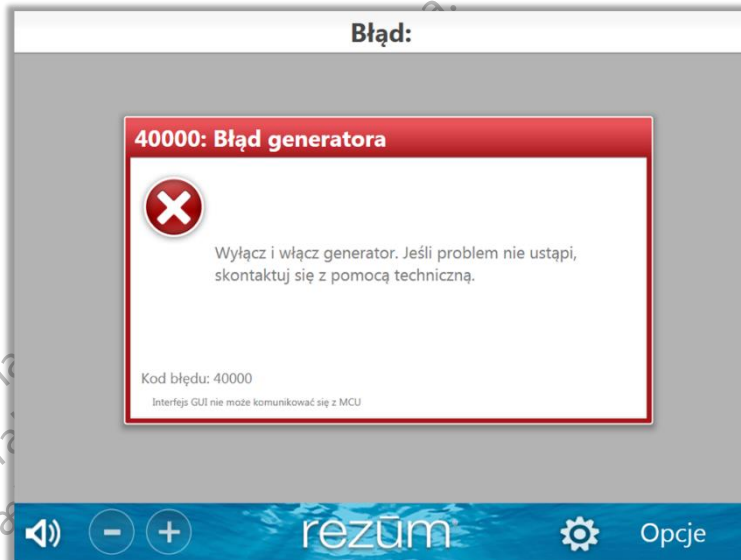 Błąd:
40000: Błąd generatora
Wyłącz i włącz generator. Jeśli problem nie ustąpi,
skontaktuj się z pomocą techniczną.
Kod błędu: 40000
Interfejs GUI nie może komunikować się z MCU
rezūm
Opcje